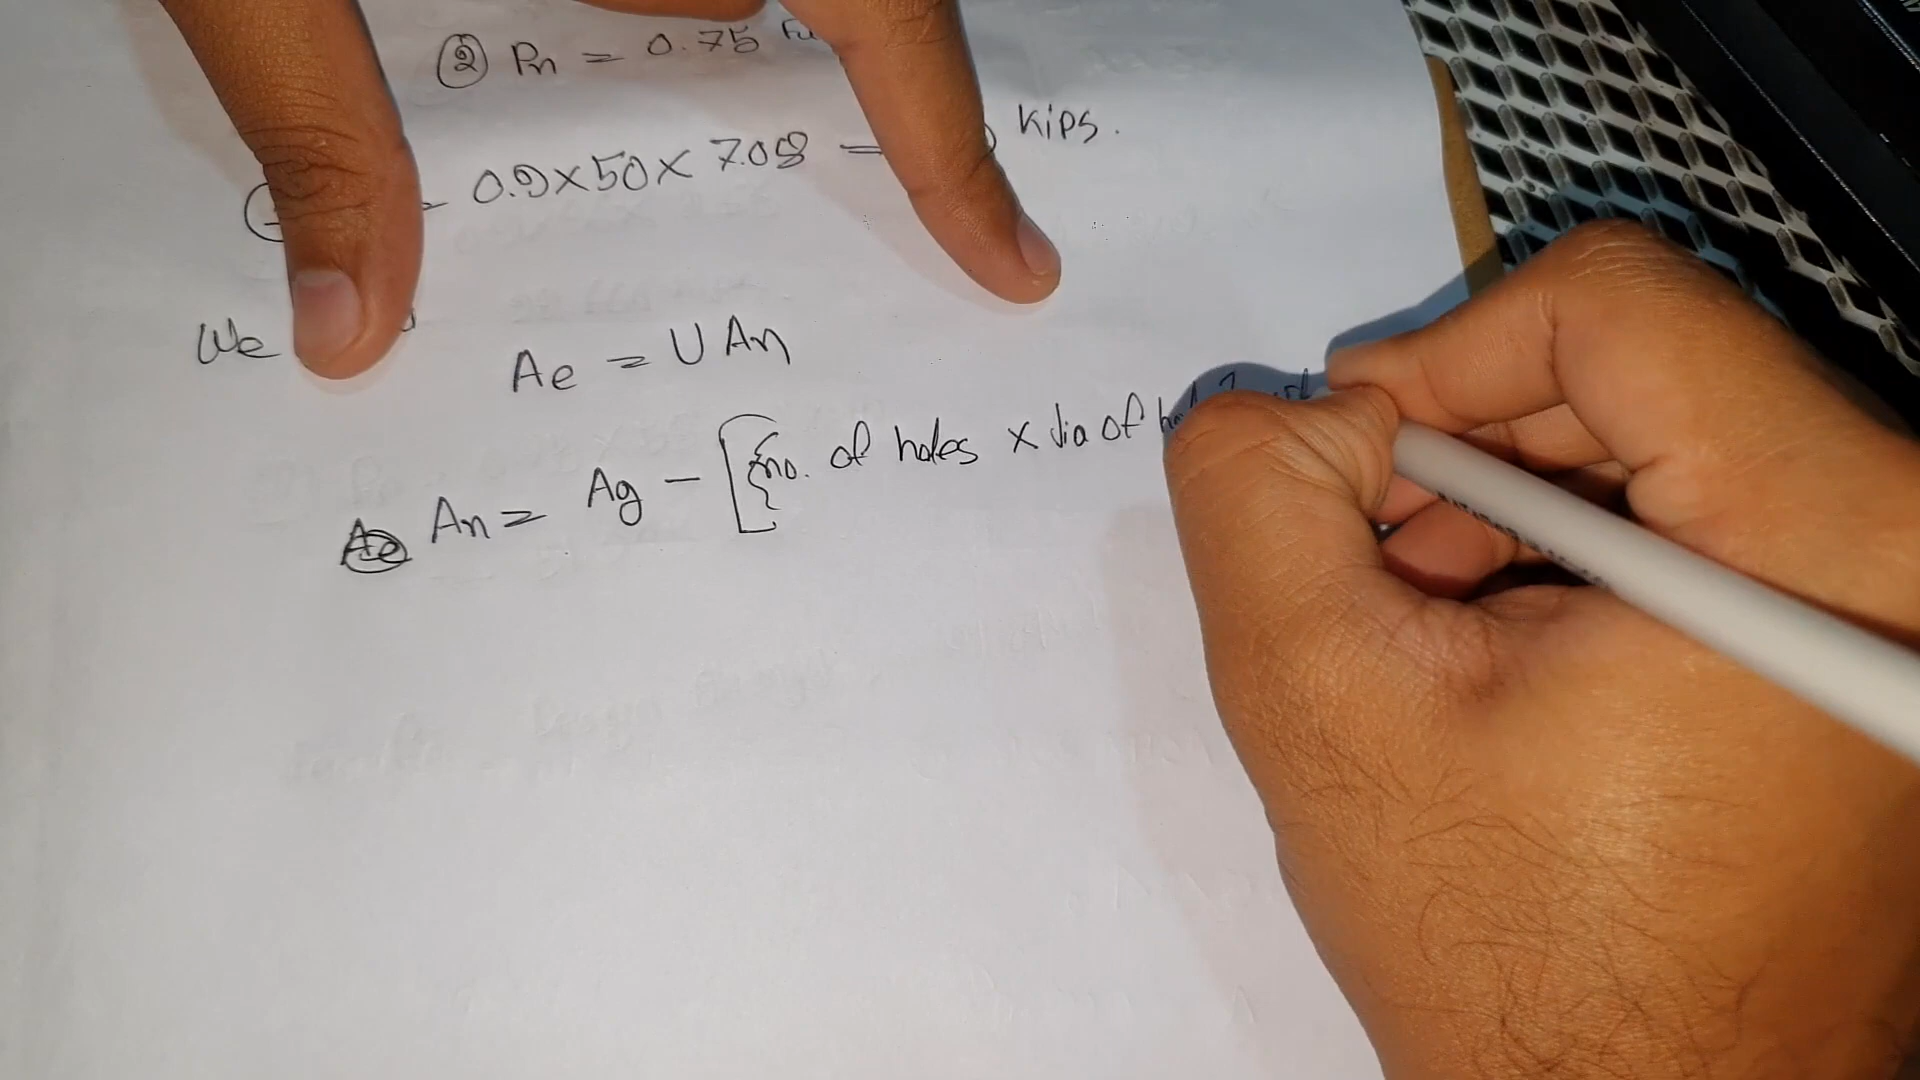 ② Pn = 0.75 Fu
= 0.9×50×7.08 = kips.
We
Ae = U An
An = Ag - [{no. of holes × dia of